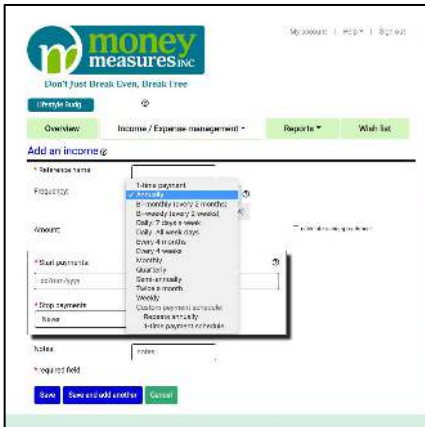 money
measures INC
Don't Just Break Even, Break Free
My account | Help | Sign out
Lifestyle Budg
Overview
Income / Expense management
Reports
Wish list
Add an income
* Reference name
Frequency:
1-time payment
✓ Annually
Bi-monthly (every 2 months)
Bi-weekly (every 2 weeks)
Daily: 7 days a week
Daily: All week days
Every 4 months
Every 4 weeks
Monthly
Quarterly
Semi-annually
Twice a month
Weekly
Custom payment schedule:
Repeats annually
1-time payment schedule
Amount:
* Start payments:
dd/mm/yyyy
* Stop payments
Never
Notes
notes
* required field
Save
Save and add another
Cancel